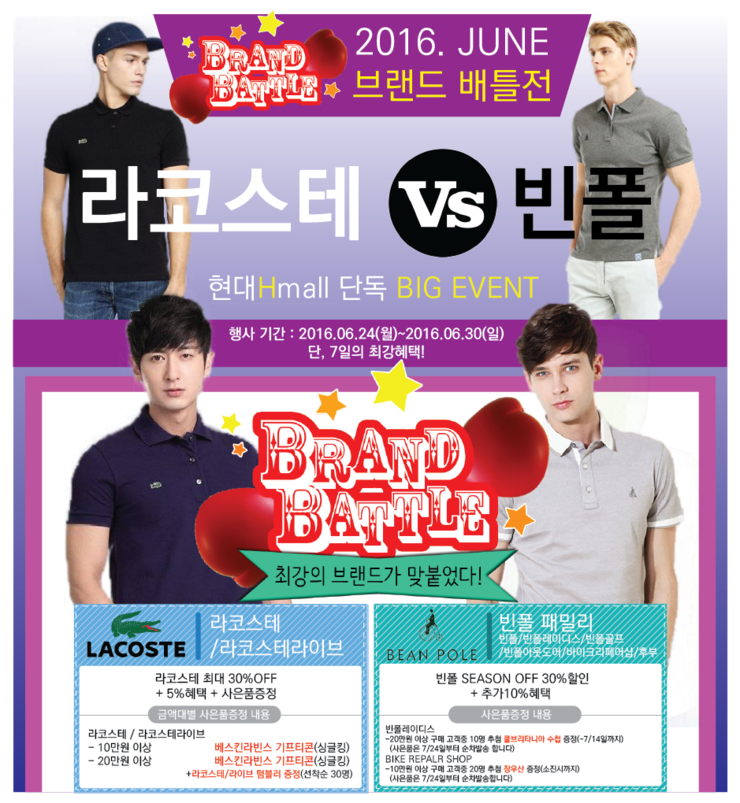 BRAND
BATTLE
2016. JUNE
브랜드 배틀전
라코스테 Vs 빈폴
현대Hmall 단독 BIG EVENT
행사 기간 : 2016.06.24(월)~2016.06.30(일)
단, 7일의 최강혜택!
BRAND
BATTLE
최강의 브랜드가 맞붙었다!
LACOSTE
라코스테
/라코스테라이브
라코스테 최대 30%OFF
+ 5%혜택 + 사은품증정
금액대별 사은품증정 내용
라코스테 / 라코스테라이브
– 10만원 이상 베스킨라빈스 기프티콘(싱글킹)
– 20만원 이상 베스킨라빈스 기프티콘(싱글킹)
+라코스테/라이브 텀블러 증정(선착순 30명)
BEAN POLE
빈폴 패밀리
빈폴/빈폴레이디스/빈폴골프
/빈폴아웃도어/바이크리페어샵/후부
빈폴 SEASON OFF 30%할인
+ 추가10%혜택
사은품증정 내용
빈폴레이디스
–20만원 이상 구매 고객중 10명 추첨 쿨브리타니아 수첩 증정(~7/14일까지)
(사은품은 7/24일부터 순차발송 합니다)
BIKE REPALR SHOP
–10만원 이상 구매 고객중 20명 추첨 장우산 증정(소진시까지)
(사은품은 7/24일부터 순차발송합니다)